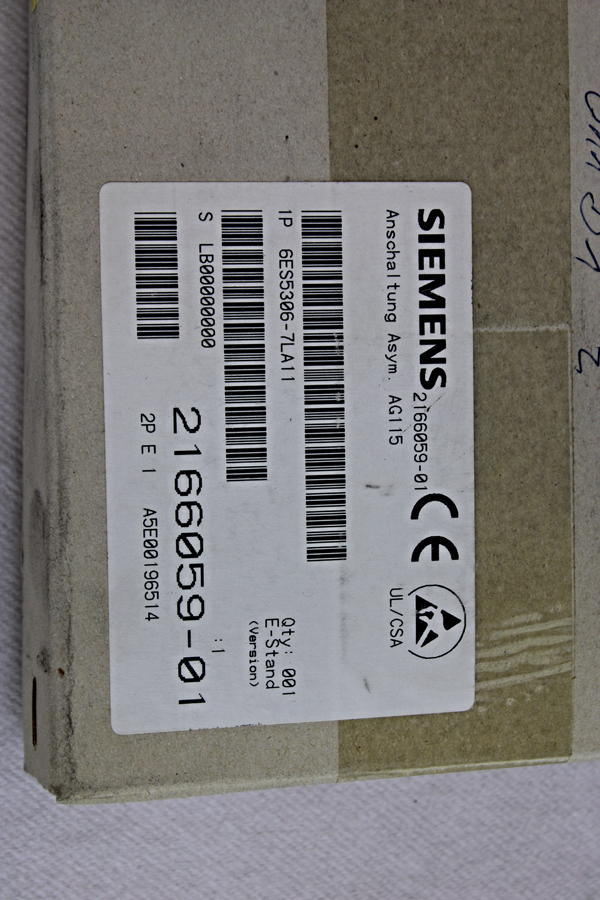 SIEMENS
2166059-01
CE
Anschaltung Asym. AG115
UL/CSA
1P 6ES5306-7LA11
Qty: 001
E-Stand
(Version)
S LB00000000
:1
2166059-01
2P E 1 A5E00196514